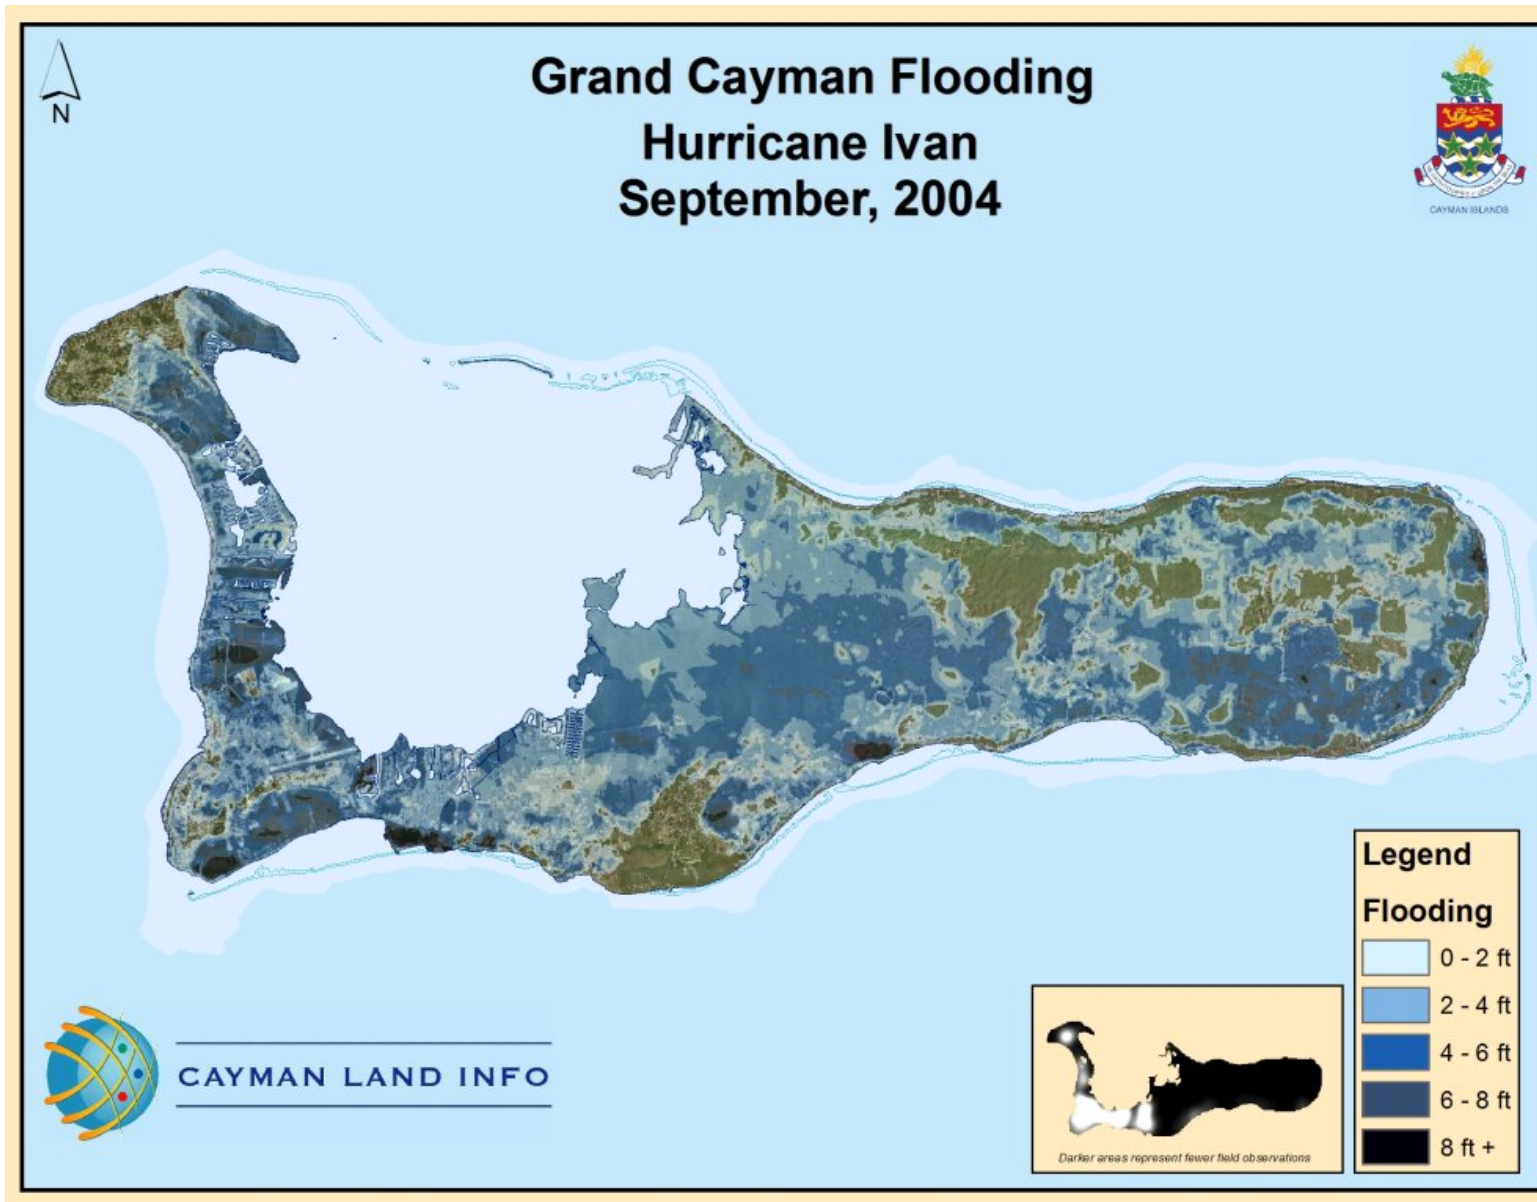 Grand Cayman Flooding
Hurricane Ivan
September, 2004
N
CAYMAN ISLANDS
Legend
Flooding
0 - 2 ft
2 - 4 ft
4 - 6 ft
6 - 8 ft
8 ft +
Darker areas represent fewer field observations
CAYMAN LAND INFO